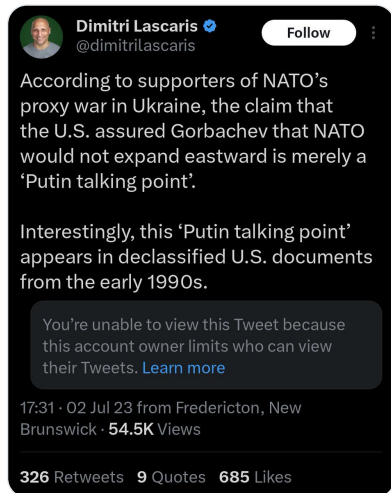 Dimitri Lascaris
@dimitrilascaris
Follow
According to supporters of NATO’s
proxy war in Ukraine, the claim that
the U.S. assured Gorbachev that NATO
would not expand eastward is merely a
‘Putin talking point’.
Interestingly, this ‘Putin talking point’
appears in declassified U.S. documents
from the early 1990s.
You’re unable to view this Tweet because
this account owner limits who can view
their Tweets. Learn more
17:31 · 02 Jul 23 from Fredericton, New
Brunswick · 54.5K Views
326 Retweets 9 Quotes 685 Likes